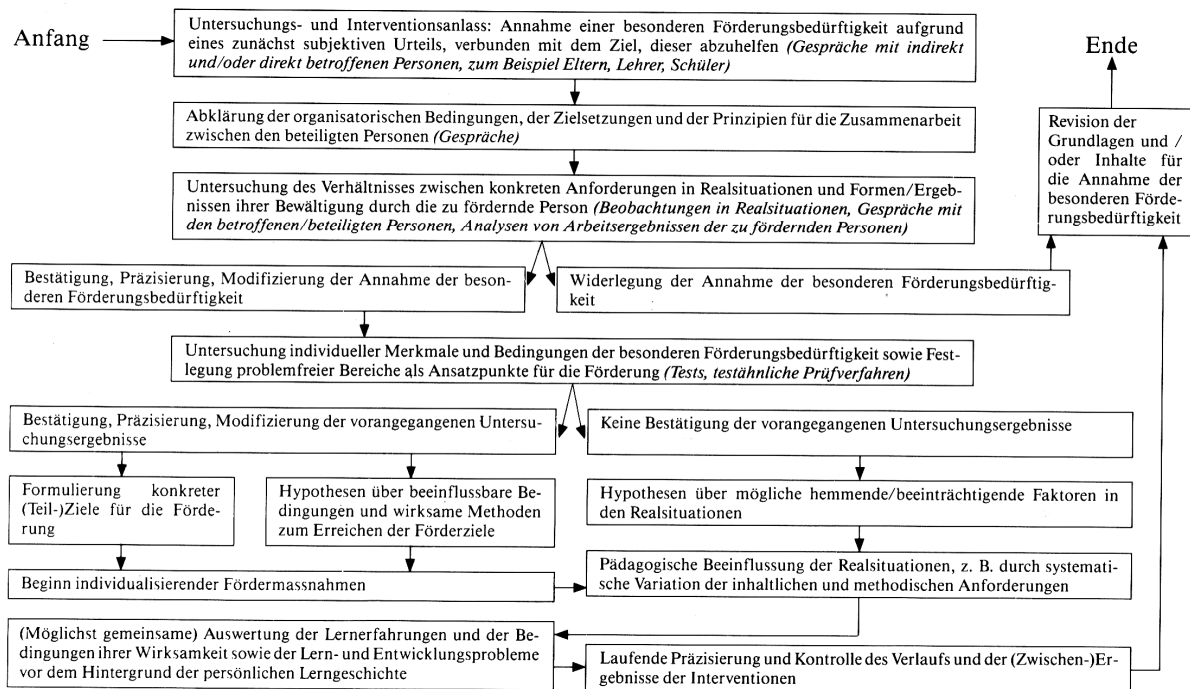 Anfang
Untersuchungs- und Interventionsanlass: Annahme einer besonderen Förderungsbedürftigkeit aufgrund
eines zunächst subjektiven Urteils, verbunden mit dem Ziel, dieser abzuhelfen (Gespräche mit indirekt
und/oder direkt betroffenen Personen, zum Beispiel Eltern, Lehrer, Schüler)
Abklärung der organisatorischen Bedingungen, der Zielsetzungen und der Prinzipien für die Zusammenarbeit
zwischen den beteiligten Personen (Gespräche)
Untersuchung des Verhältnisses zwischen konkreten Anforderungen in Realsituationen und Formen/Ergeb-
nissen ihrer Bewältigung durch die zu fördernde Person (Beobachtungen in Realsituationen, Gespräche mit
den betroffenen/beteiligten Personen, Analysen von Arbeitsergebnissen der zu fördernden Personen)
Ende
Revision der
Grundlagen und /
oder Inhalte für
die Annahme der
besonderen Förde-
rungsbedürftigkeit
Bestätigung, Präzisierung, Modifizierung der Annahme der beson-
deren Förderungsbedürftigkeit
Widerlegung der Annahme der besonderen Förderungsbedürftig-
keit
Untersuchung individueller Merkmale und Bedingungen der besonderen Förderungsbedürftigkeit sowie Fest-
legung problemfreier Bereiche als Ansatzpunkte für die Förderung (Tests, testähnliche Prüfverfahren)
Bestätigung, Präzisierung, Modifizierung der vorangegangenen Untersu-
chungsergebnisse
Keine Bestätigung der vorangegangenen Untersuchungsergebnisse
Formulierung konkreter
(Teil-)Ziele für die Förde-
rung
Hypothesen über beeinflussbare Be-
dingungen und wirksame Methoden
zum Erreichen der Förderziele
Hypothesen über mögliche hemmende/beeinträchtigende Faktoren in
den Realsituationen
Beginn individualisierender Fördermassnahmen
Pädagogische Beeinflussung der Realsituationen, z. B. durch systemati-
sche Variation der inhaltlichen und methodischen Anforderungen
(Möglichst gemeinsame) Auswertung der Lernerfahrungen und der Be-
dingungen ihrer Wirksamkeit sowie der Lern- und Entwicklungsprobleme
vor dem Hintergrund der persönlichen Lerngeschichte
Laufende Präzisierung und Kontrolle des Verlaufs und der (Zwischen-)Er-
gebnisse der Interventionen